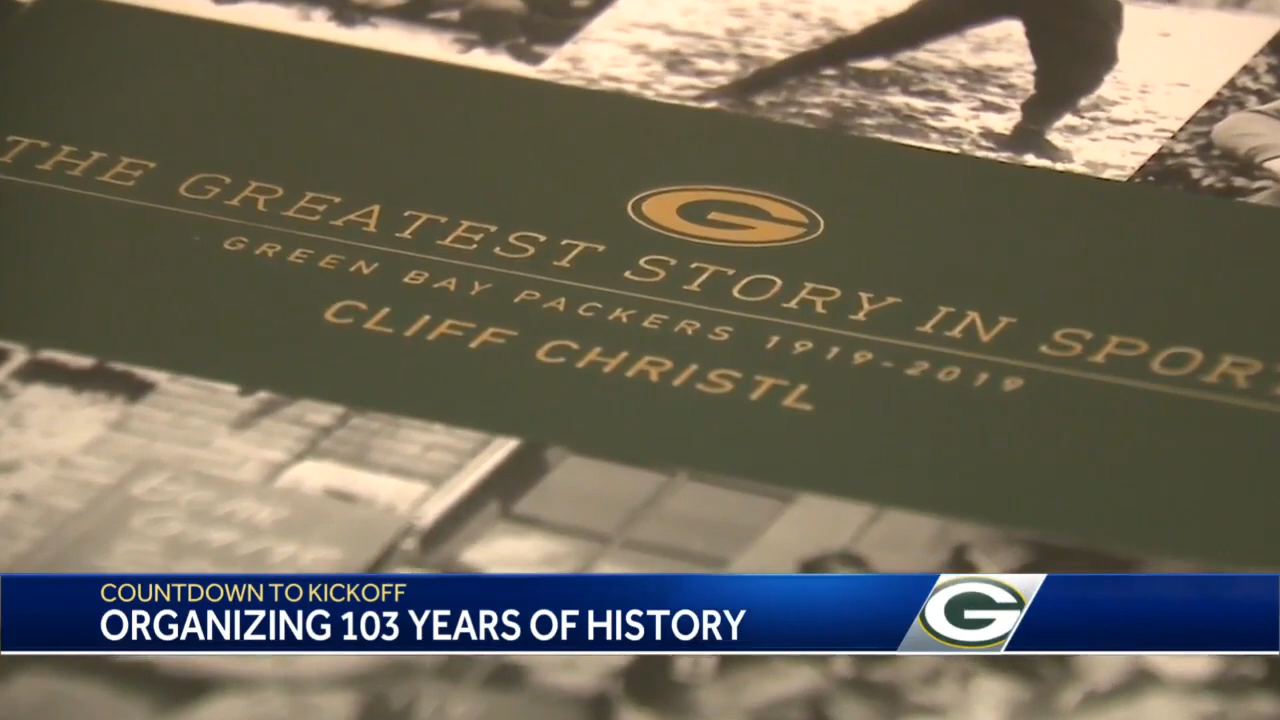 G
THE GREATEST STORY IN SPORT
GREEN BAY PACKERS 1919-2019
CLIFF CHRISTL
COUNTDOWN TO KICKOFF
ORGANIZING 103 YEARS OF HISTORY
G